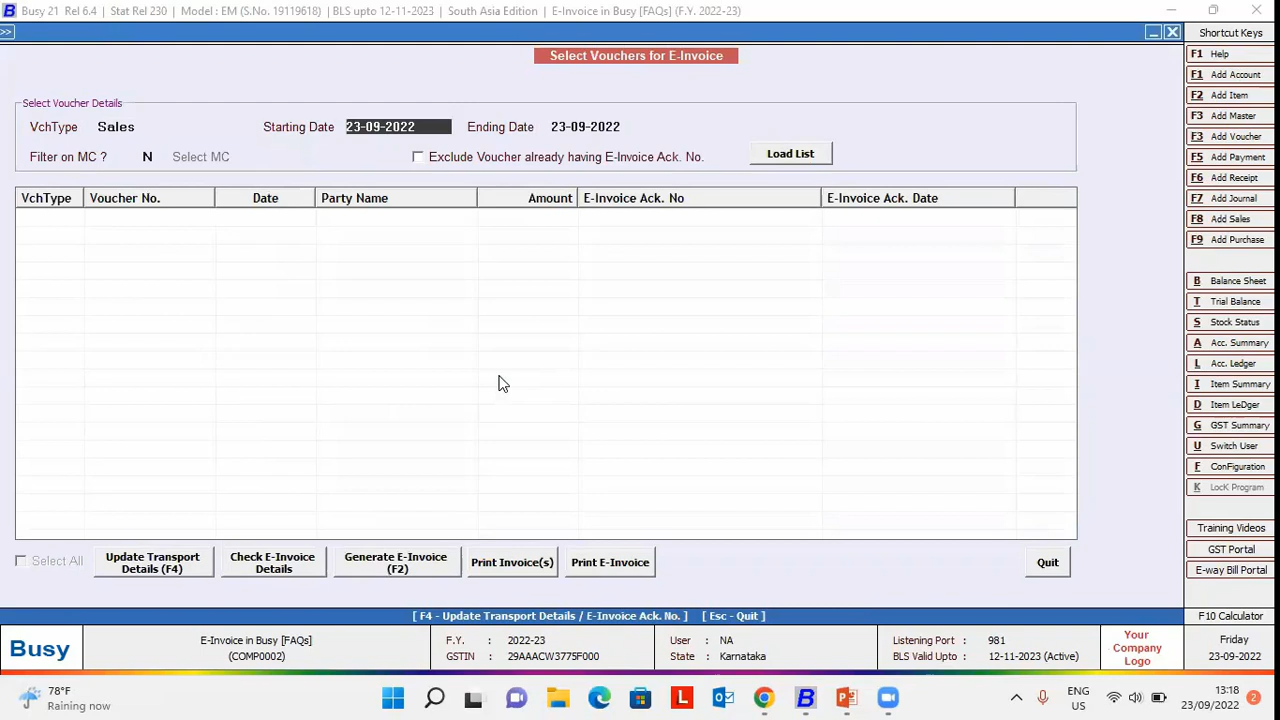 Busy 21 Rel 6.4 | Stat Rel 230 | Model : EM (S.No. 19119618) | BLS upto 12-11-2023 | South Asia Edition | E-Invoice in Busy [FAQs] (F.Y. 2022-23)
>>
Select Vouchers for E-Invoice
Select Voucher Details
VchType Sales Starting Date 23-09-2022 Ending Date 23-09-2022
Filter on MC ? N Select MC Exclude Voucher already having E-Invoice Ack. No. Load List
VchType Voucher No. Date Party Name Amount E-Invoice Ack. No E-Invoice Ack. Date
Select All
Update Transport
Details (F4)
Check E-Invoice
Details
Generate E-Invoice
(F2)
Print Invoice(s)
Print E-Invoice
Quit
[ F4 - Update Transport Details / E-Invoice Ack. No. ] [ Esc - Quit ]
Shortcut Keys
F1 Help
F1 Add Account
F2 Add Item
F3 Add Master
F3 Add Voucher
F5 Add Payment
F6 Add Receipt
F7 Add Journal
F8 Add Sales
F9 Add Purchase
B Balance Sheet
T Trial Balance
S Stock Status
A Acc. Summary
L Acc. Ledger
I Item Summary
D Item LeDger
G GST Summary
U Switch User
F ConFiguration
K LocK Program
Training Videos
GST Portal
E-way Bill Portal
F10 Calculator
Busy
E-Invoice in Busy [FAQs]
(COMP0002)
F.Y. : 2022-23
GSTIN : 29AAACW3775F000
User : NA
State : Karnataka
Listening Port : 981
BLS Valid Upto : 12-11-2023 (Active)
Your
Company
Logo
Friday
23-09-2022
78°F
Raining now
L
B
ENG
US
13:18
23/09/2022
2